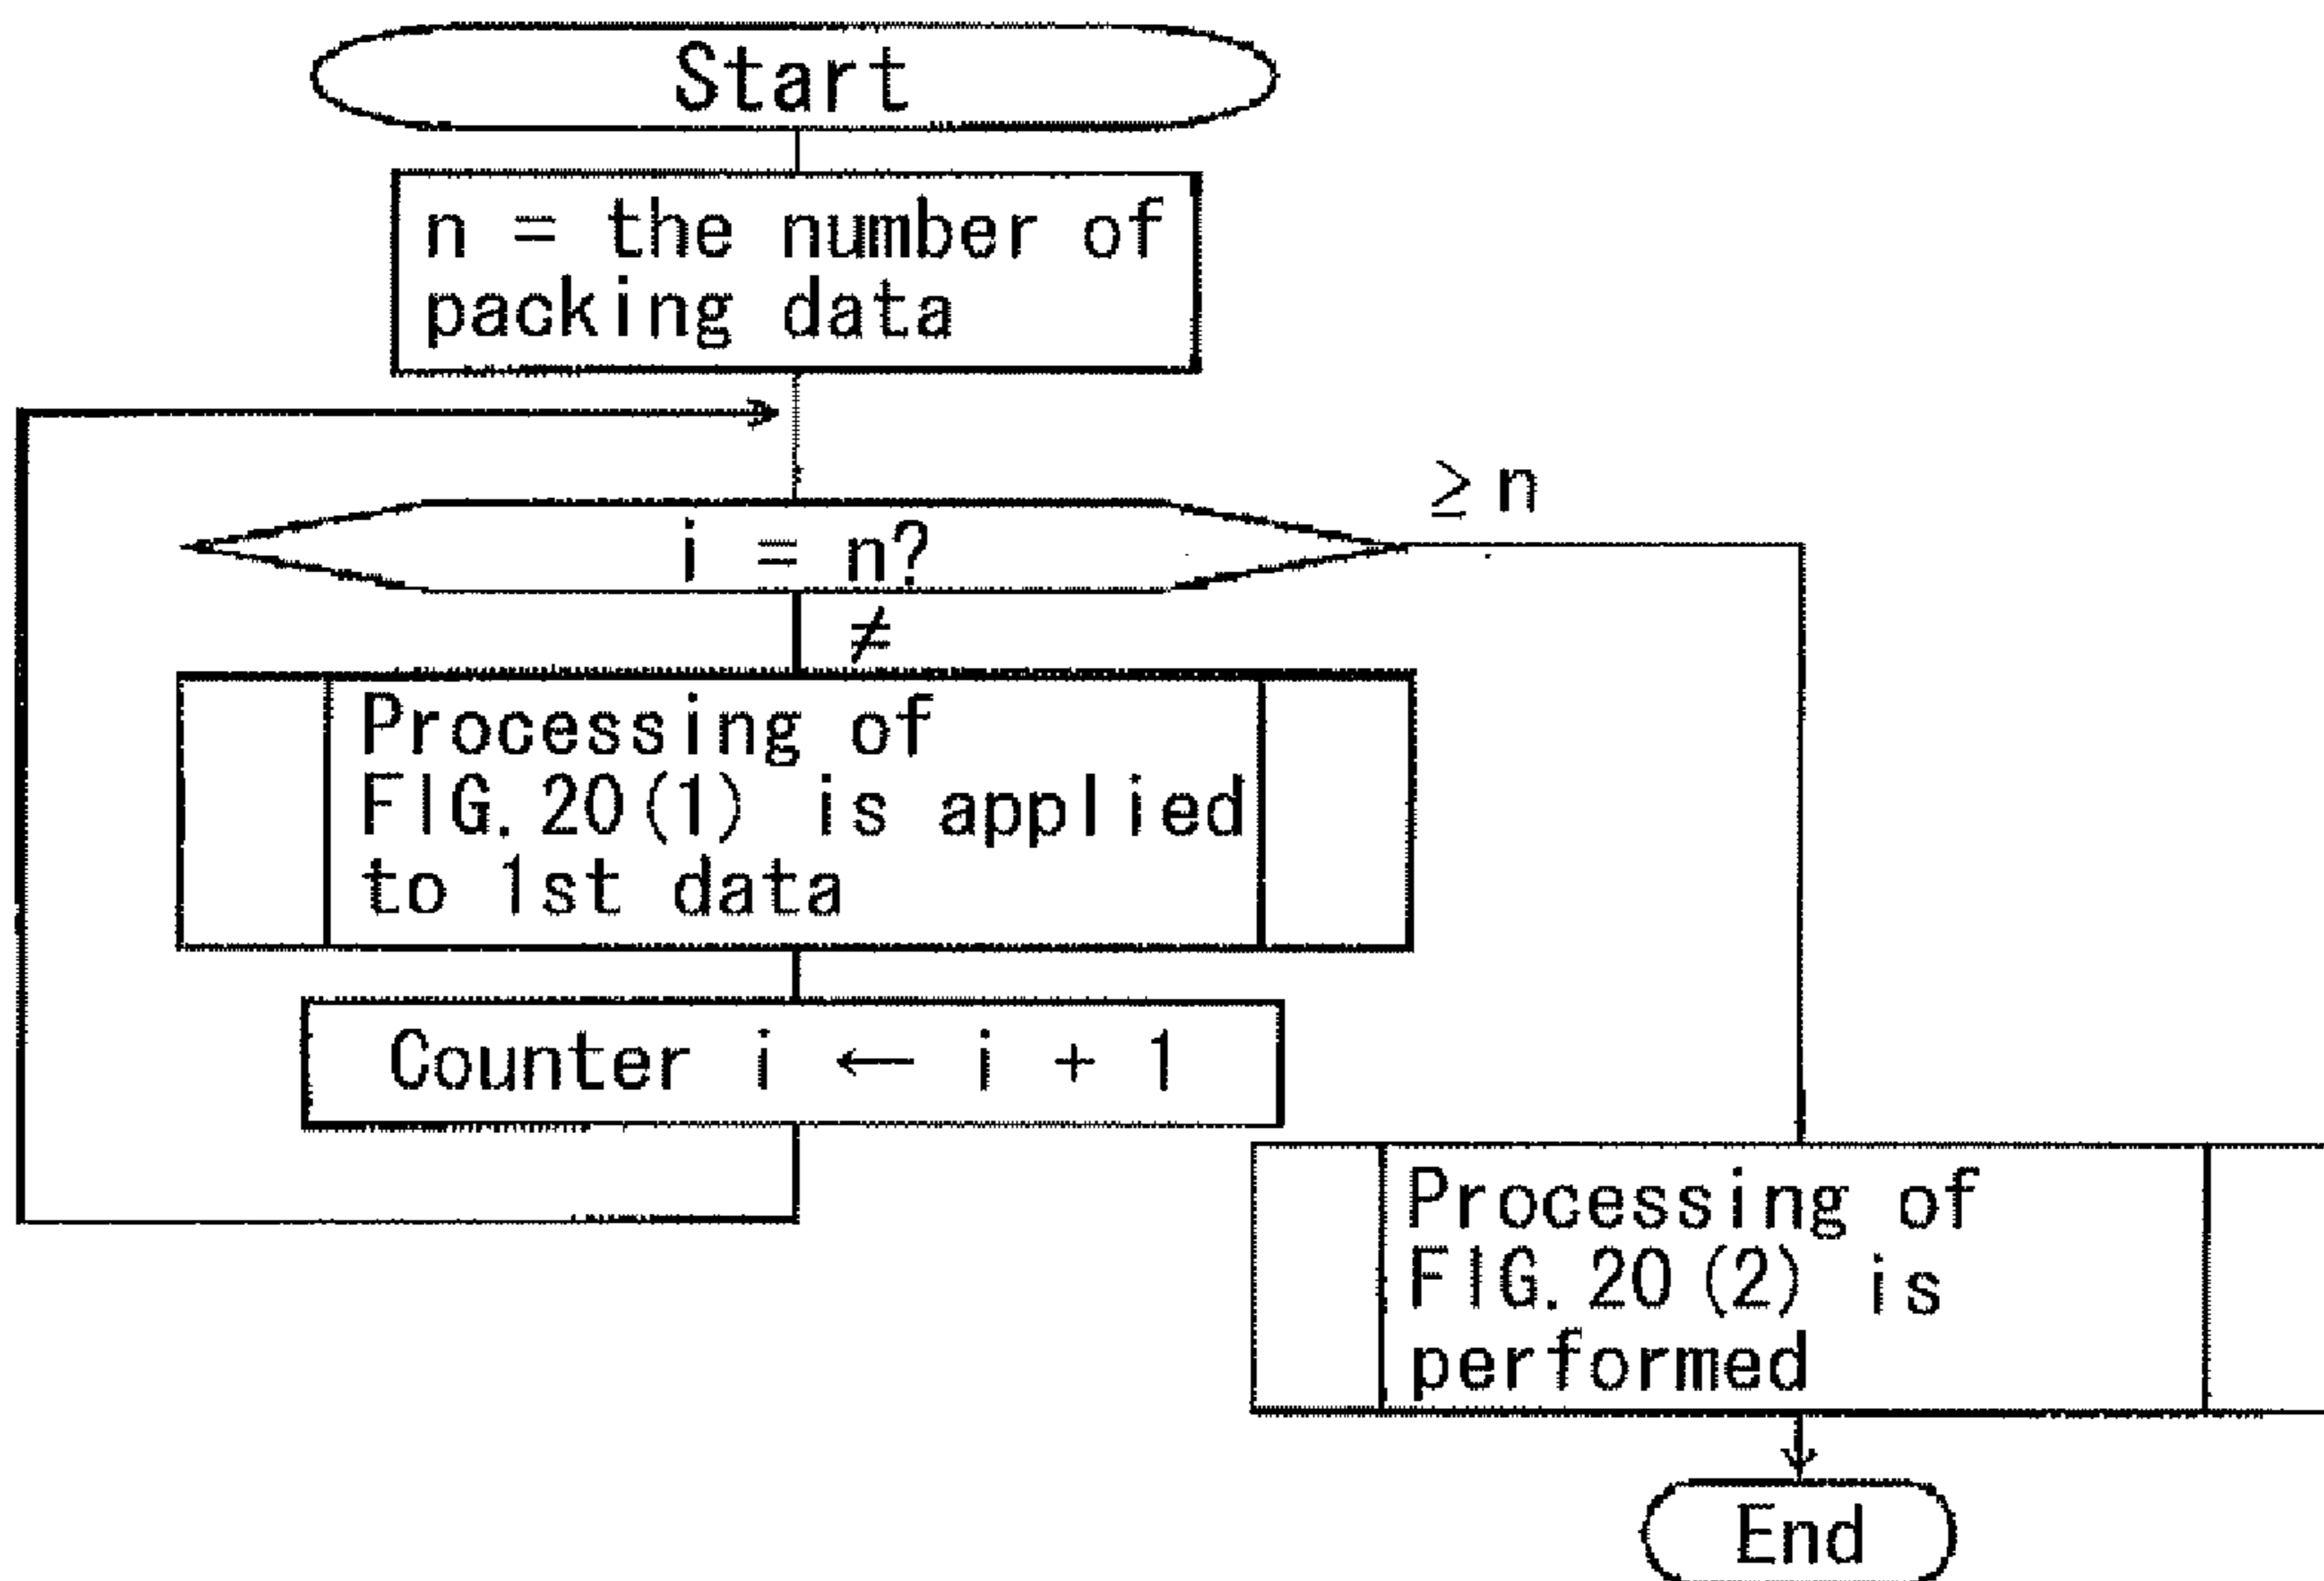 Start
n = the number of
packing data
≥ n
i = n?
≠
Processing of
FIG. 20(1) is applied
to 1st data
Counter i ← i + 1
Processing of
FIG. 20(2) is
performed
End